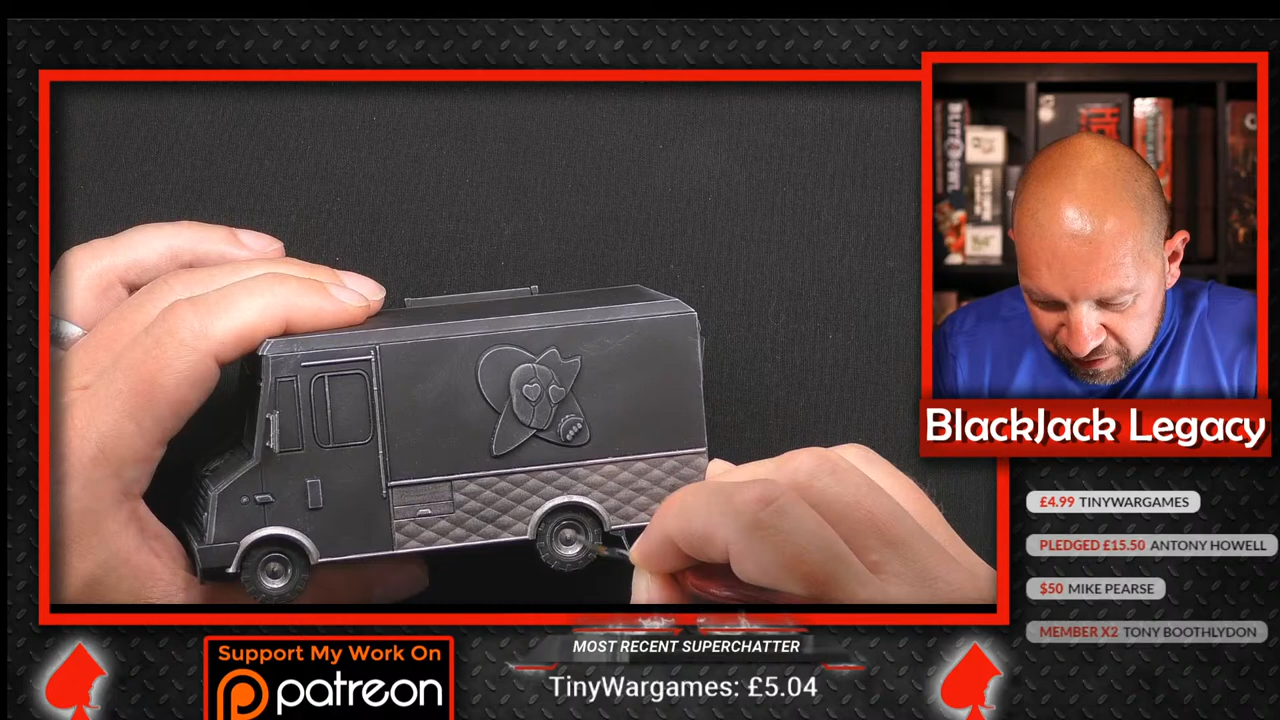 BlackJack Legacy
£4.99 TINYWARGAMES
PLEDGED £15.50 ANTONY HOWELL
$50 MIKE PEARSE
MEMBER X2 TONY BOOTHLYDON
MOST RECENT SUPERCHATTER
TinyWargames: £5.04
Support My Work On
patreon